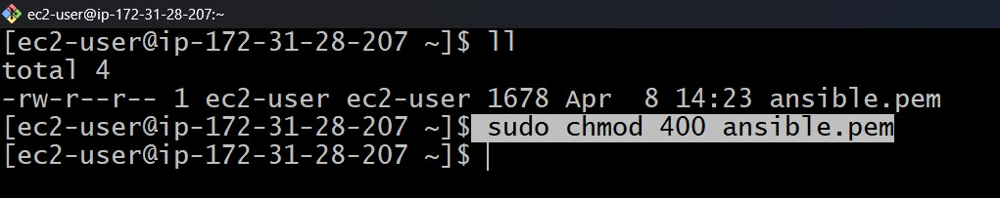 ec2-user@ip-172-31-28-207:~
[ec2-user@ip-172-31-28-207 ~]$ ll
total 4
-rw-r--r-- 1 ec2-user ec2-user 1678 Apr  8 14:23 ansible.pem
[ec2-user@ip-172-31-28-207 ~]$ sudo chmod 400 ansible.pem
[ec2-user@ip-172-31-28-207 ~]$